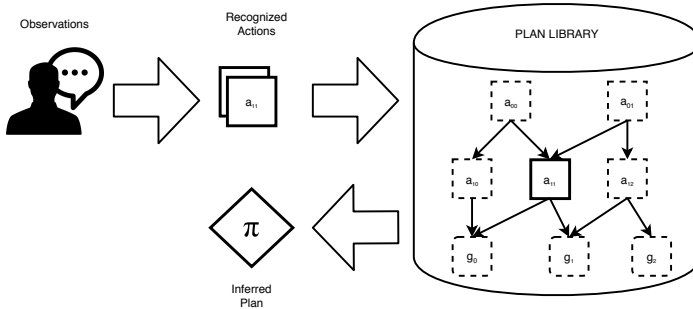 Observations
Recognized
Actions
a₁₁
PLAN LIBRARY
a₀₀
a₀₁
a₁₀
a₁₁
a₁₂
g₀
g₁
g₂
π
Inferred
Plan